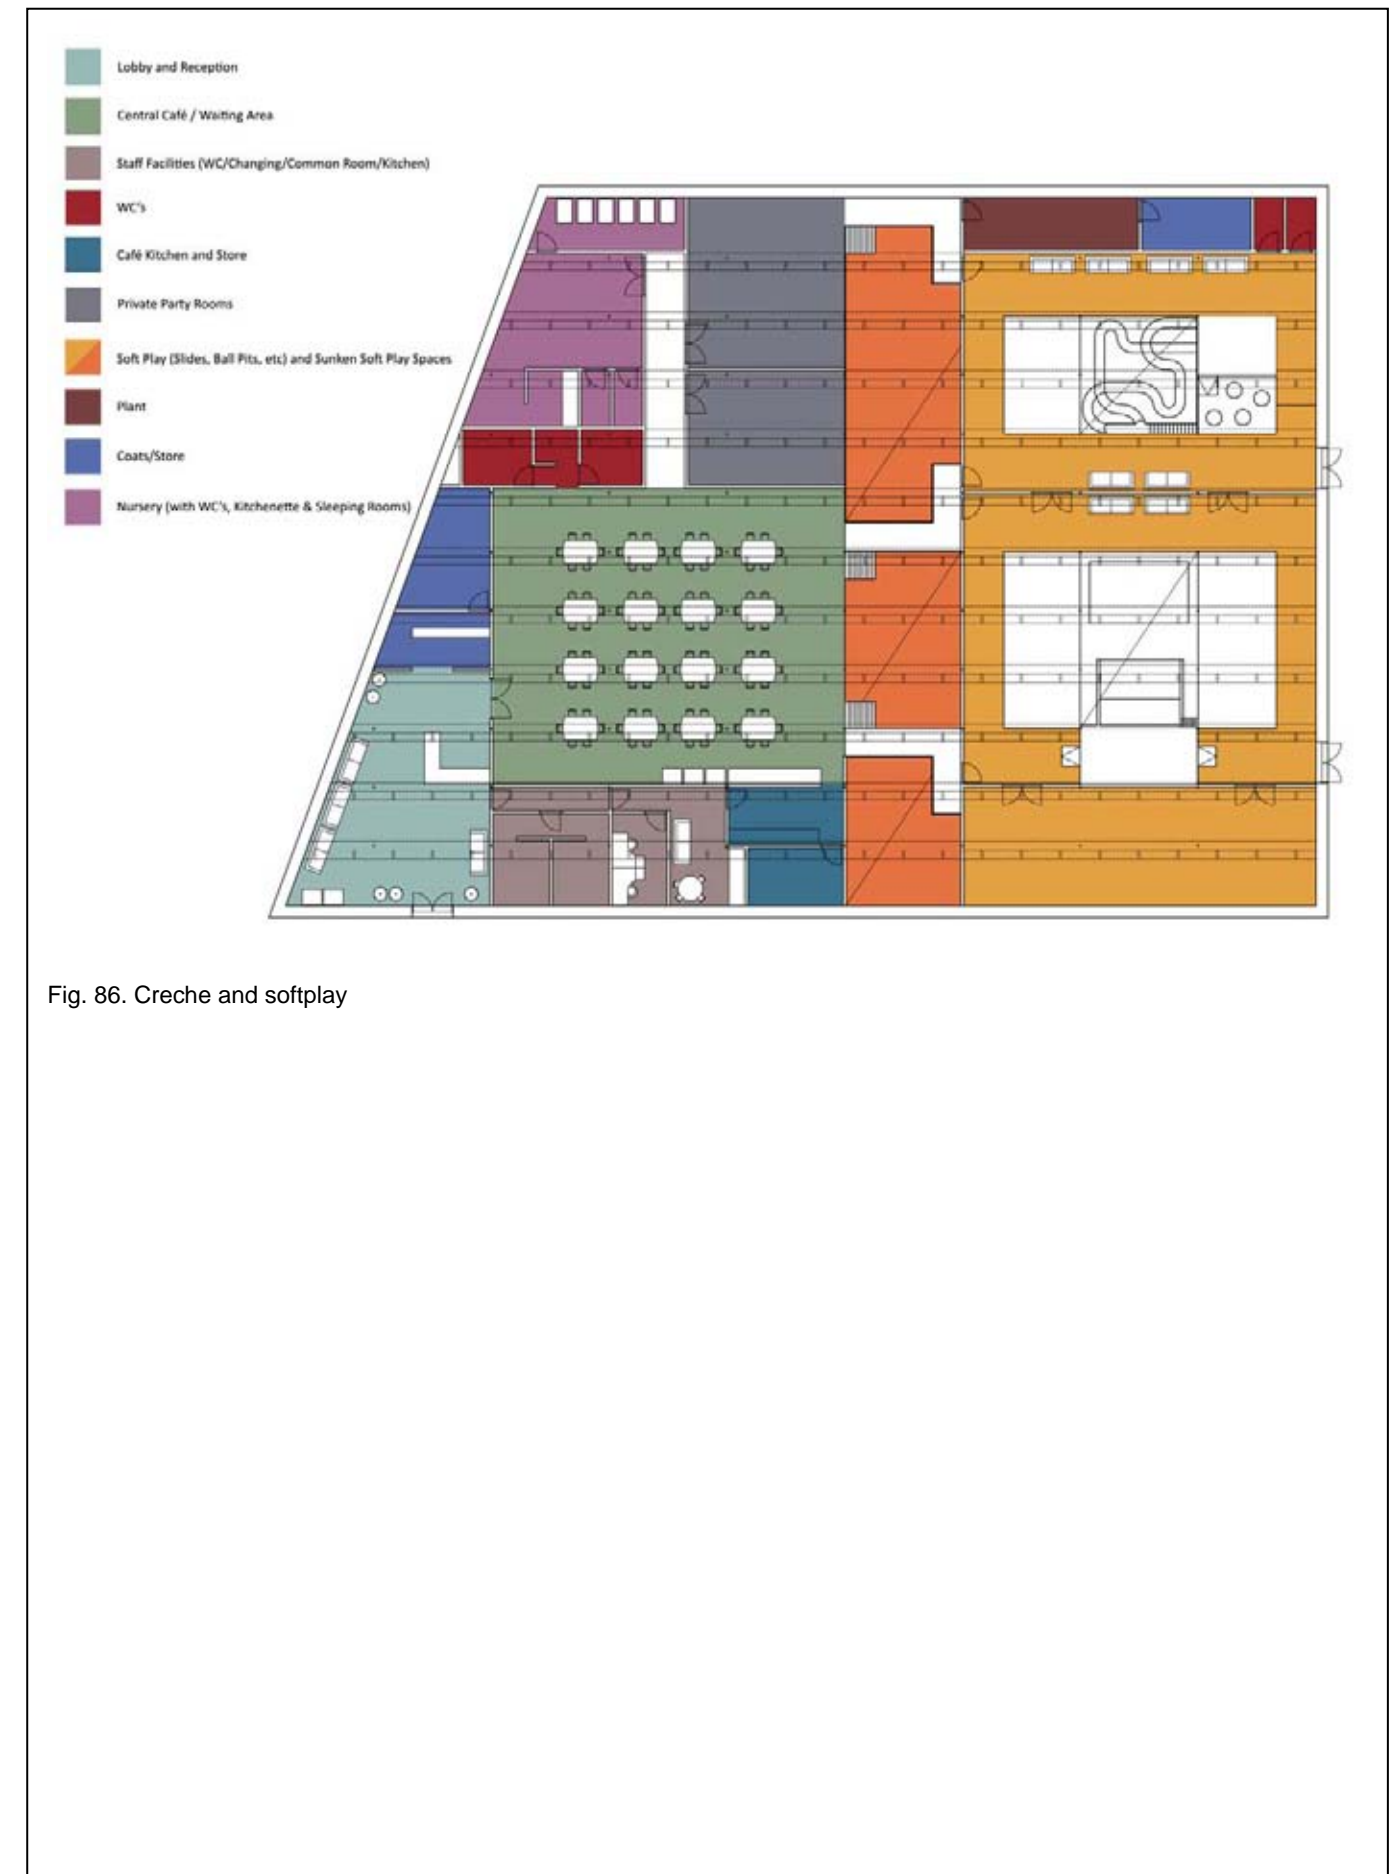 Lobby and Reception
Central Café / Waiting Area
Staff Facilities (WC/Changing/Common Room/Kitchen)
WC's
Café Kitchen and Store
Private Party Rooms
Soft Play (Slides, Ball Pits, etc) and Sunken Soft Play Spaces
Plant
Coats/Store
Nursery (with WC's, Kitchenette & Sleeping Rooms)
Fig. 86. Creche and softplay